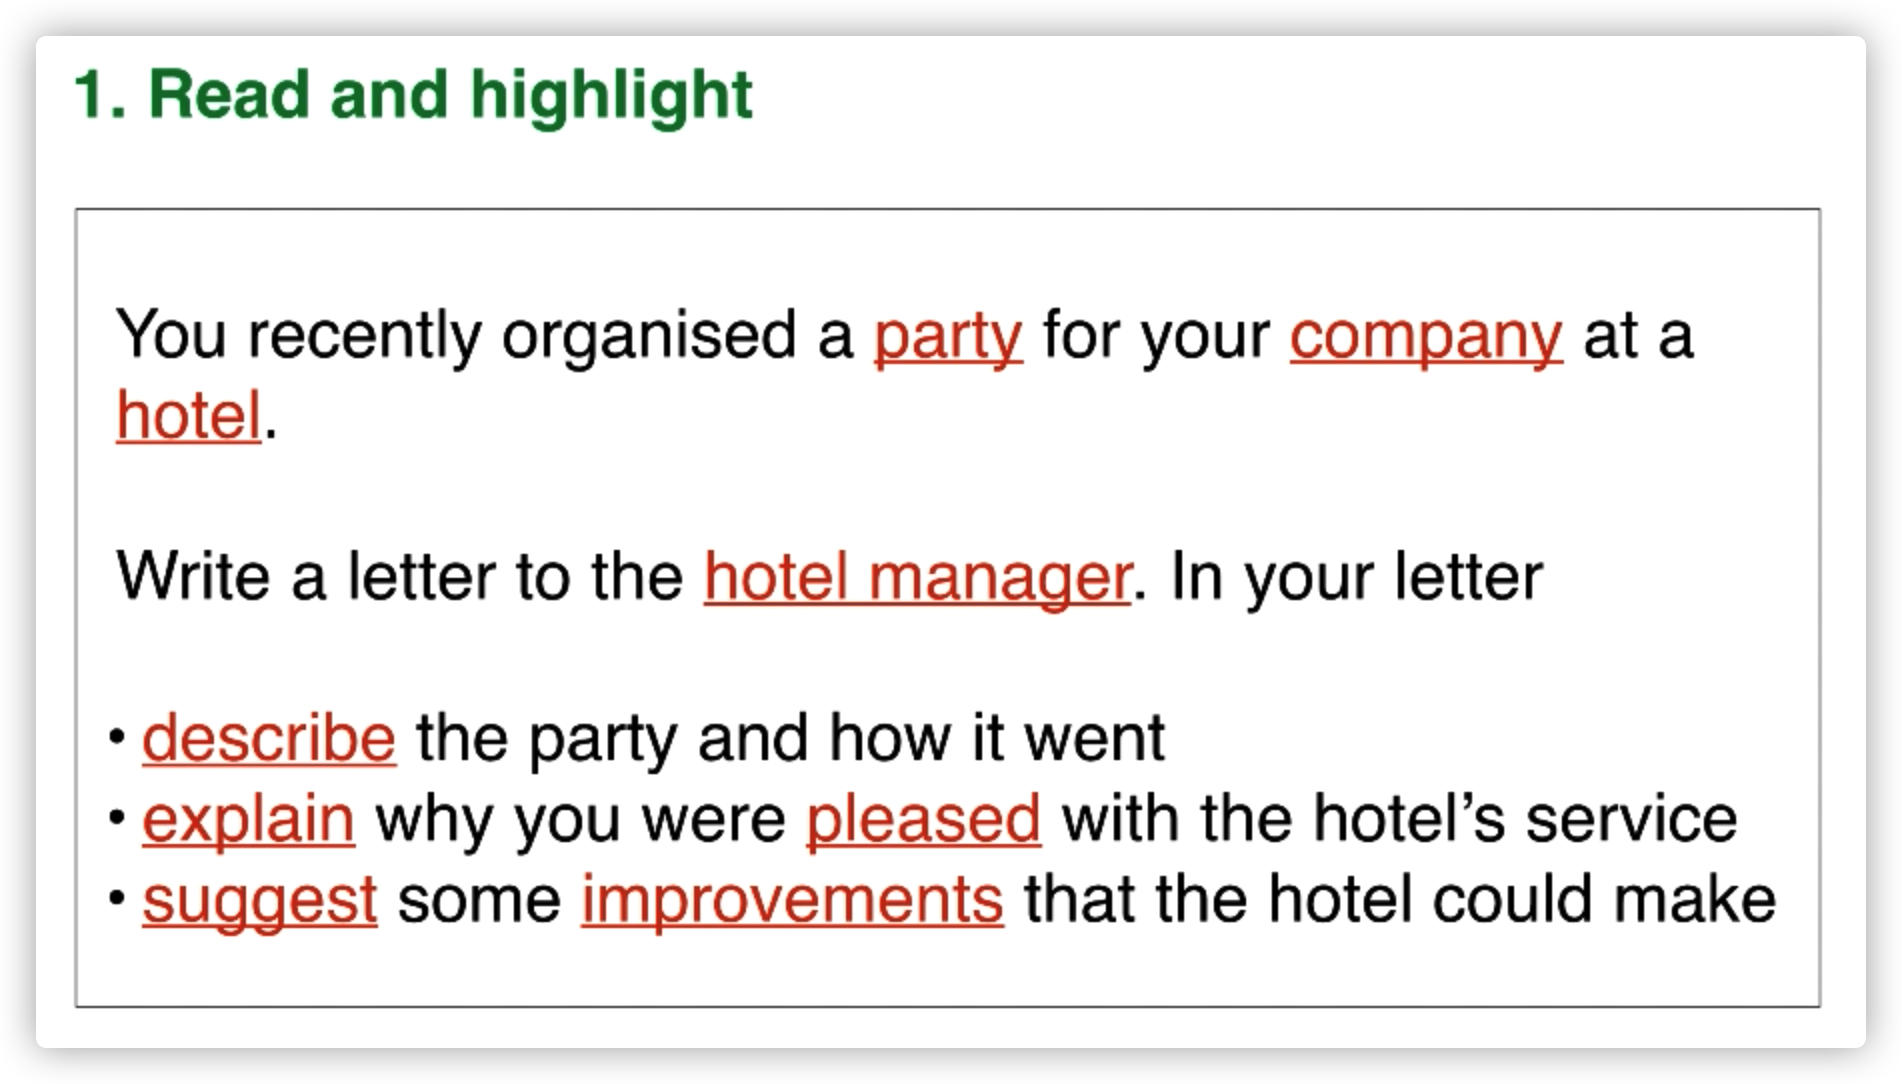 1. Read and highlight
You recently organised a party for your company at a
hotel.
Write a letter to the hotel manager. In your letter
• describe the party and how it went
• explain why you were pleased with the hotel’s service
• suggest some improvements that the hotel could make